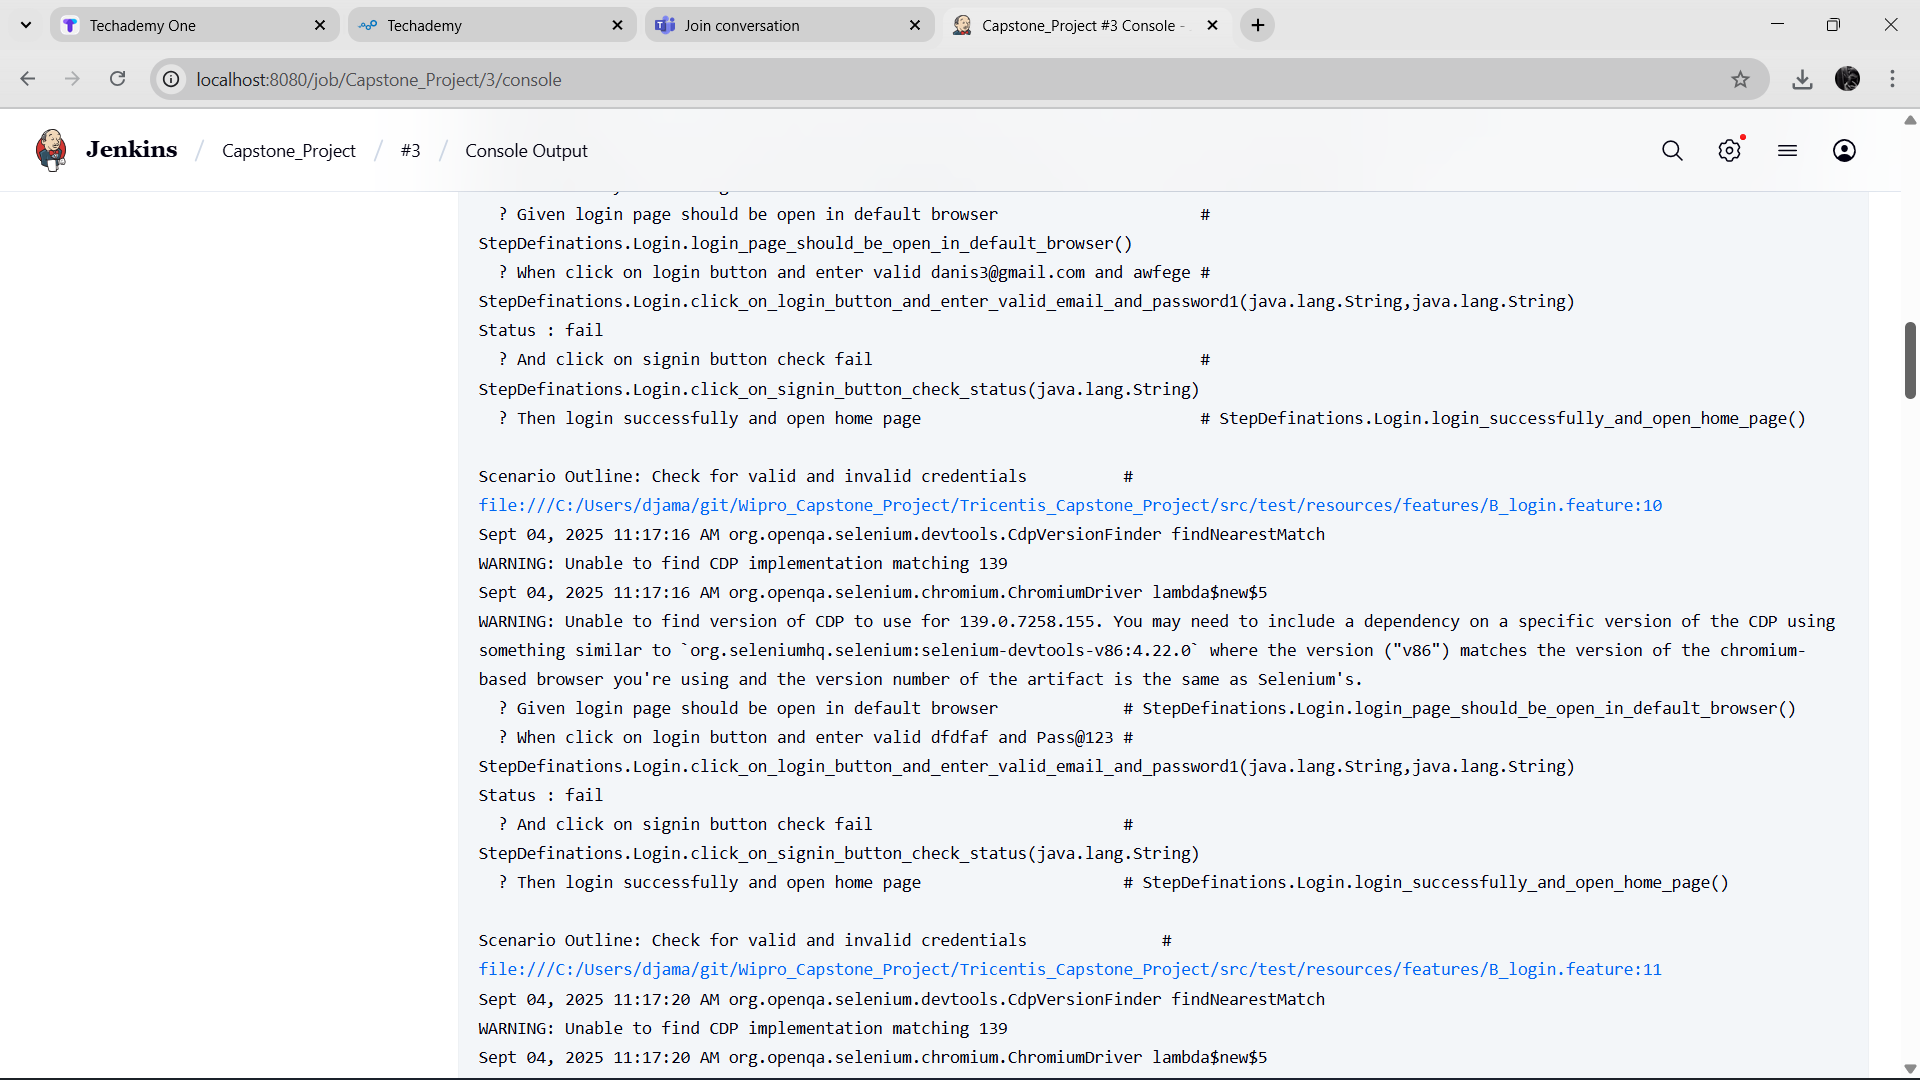 Techademy One
Techademy
Join conversation
Capstone_Project #3 Console -
localhost:8080/job/Capstone_Project/3/console
Jenkins / Capstone_Project / #3 / Console Output
? Given login page should be open in default browser #
StepDefinations.Login.login_page_should_be_open_in_default_browser()
? When click on login button and enter valid danis3@gmail.com and awfege #
StepDefinations.Login.click_on_login_button_and_enter_valid_email_and_password1(java.lang.String,java.lang.String)
Status : fail
? And click on signin button check fail #
StepDefinations.Login.click_on_signin_button_check_status(java.lang.String)
? Then login successfully and open home page # StepDefinations.Login.login_successfully_and_open_home_page()
Scenario Outline: Check for valid and invalid credentials #
file:///C:/Users/djama/git/Wipro_Capstone_Project/Tricentis_Capstone_Project/src/test/resources/features/B_login.feature:10
Sept 04, 2025 11:17:16 AM org.openqa.selenium.devtools.CdpVersionFinder findNearestMatch
WARNING: Unable to find CDP implementation matching 139
Sept 04, 2025 11:17:16 AM org.openqa.selenium.chromium.ChromiumDriver lambda$new$5
WARNING: Unable to find version of CDP to use for 139.0.7258.155. You may need to include a dependency on a specific version of the CDP using
something similar to `org.seleniumhq.selenium:selenium-devtools-v86:4.22.0` where the version ("v86") matches the version of the chromium-
based browser you're using and the version number of the artifact is the same as Selenium's.
? Given login page should be open in default browser # StepDefinations.Login.login_page_should_be_open_in_default_browser()
? When click on login button and enter valid dfdfaf and Pass@123 #
StepDefinations.Login.click_on_login_button_and_enter_valid_email_and_password1(java.lang.String,java.lang.String)
Status : fail
? And click on signin button check fail #
StepDefinations.Login.click_on_signin_button_check_status(java.lang.String)
? Then login successfully and open home page # StepDefinations.Login.login_successfully_and_open_home_page()
Scenario Outline: Check for valid and invalid credentials #
file:///C:/Users/djama/git/Wipro_Capstone_Project/Tricentis_Capstone_Project/src/test/resources/features/B_login.feature:11
Sept 04, 2025 11:17:20 AM org.openqa.selenium.devtools.CdpVersionFinder findNearestMatch
WARNING: Unable to find CDP implementation matching 139
Sept 04, 2025 11:17:20 AM org.openqa.selenium.chromium.ChromiumDriver lambda$new$5